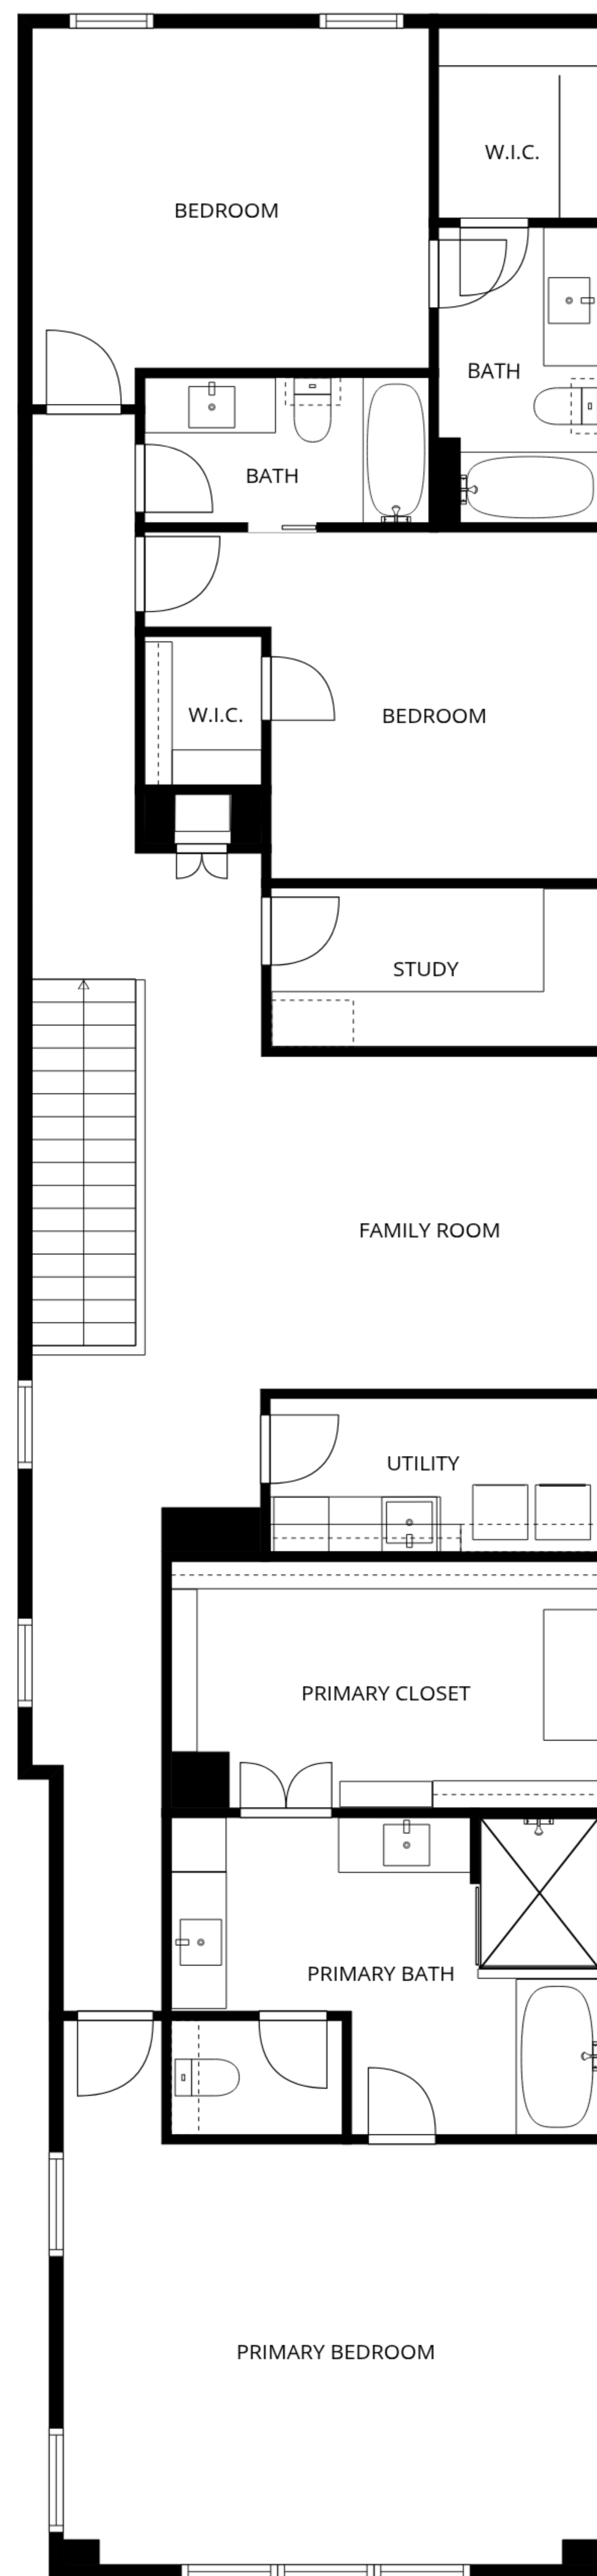 W.I.C.
BEDROOM
BATH
BATH
W.I.C.
BEDROOM
STUDY
FAMILY ROOM
UTILITY
PRIMARY CLOSET
PRIMARY BATH
PRIMARY BEDROOM